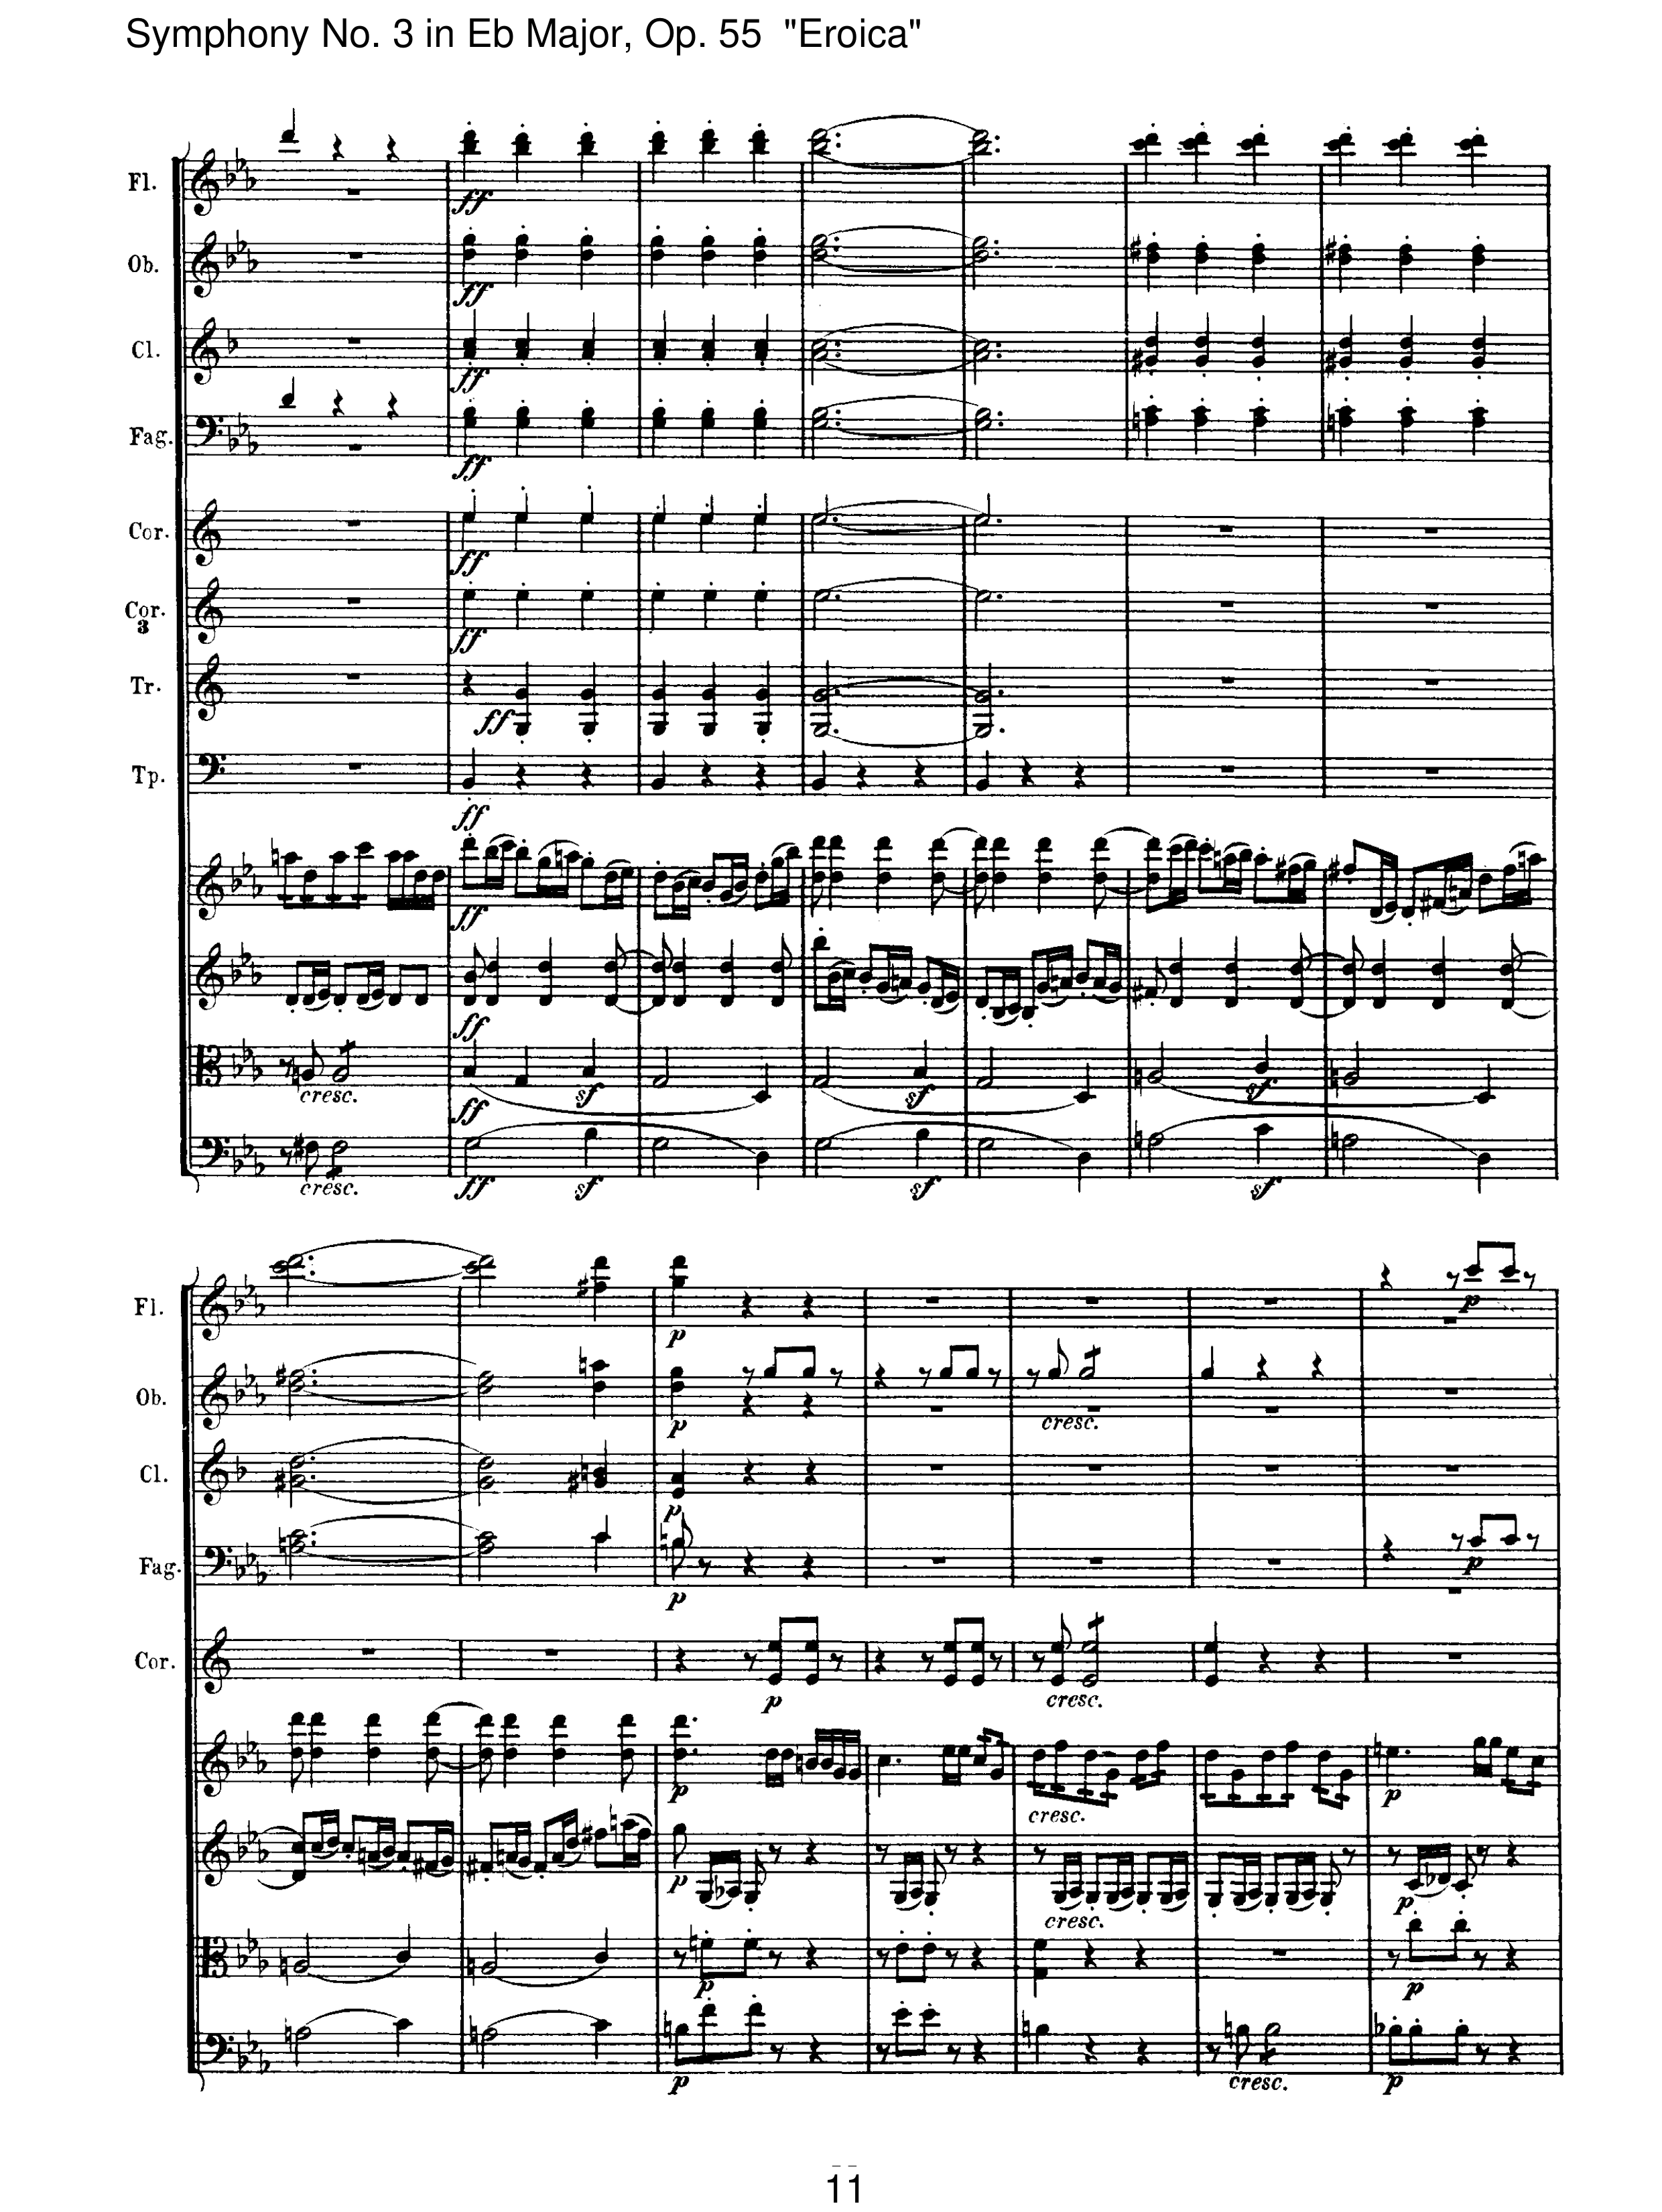 Symphony No. 3 in Eb Major, Op. 55 "Eroica"
Fl.
ff
Ob.
ff
Cl.
ff
Fag.
ff
Cor.
ff
Cor.
3
ff
Tr.
ff
Tp.
ff
ff
ff
cresc.
ff
sf
sf
sf
cresc.
ff
sf
sf
sf
Fl.
p
p
Ob.
p
cresc.
Cl.
p
Fag.
p
p
Cor.
p
cresc.
p
cresc.
p
p
cresc.
p
p
p
p
cresc.
p
11